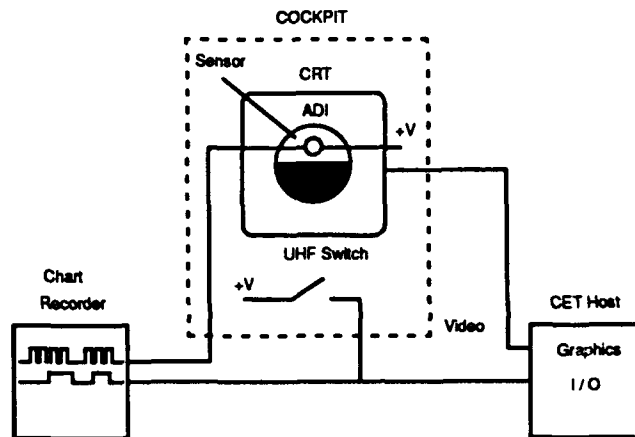 COCKPIT
Sensor
CRT
ADI
+V
UHF Switch
+V
Chart
Recorder
Video
CET Host
Graphics
I / O